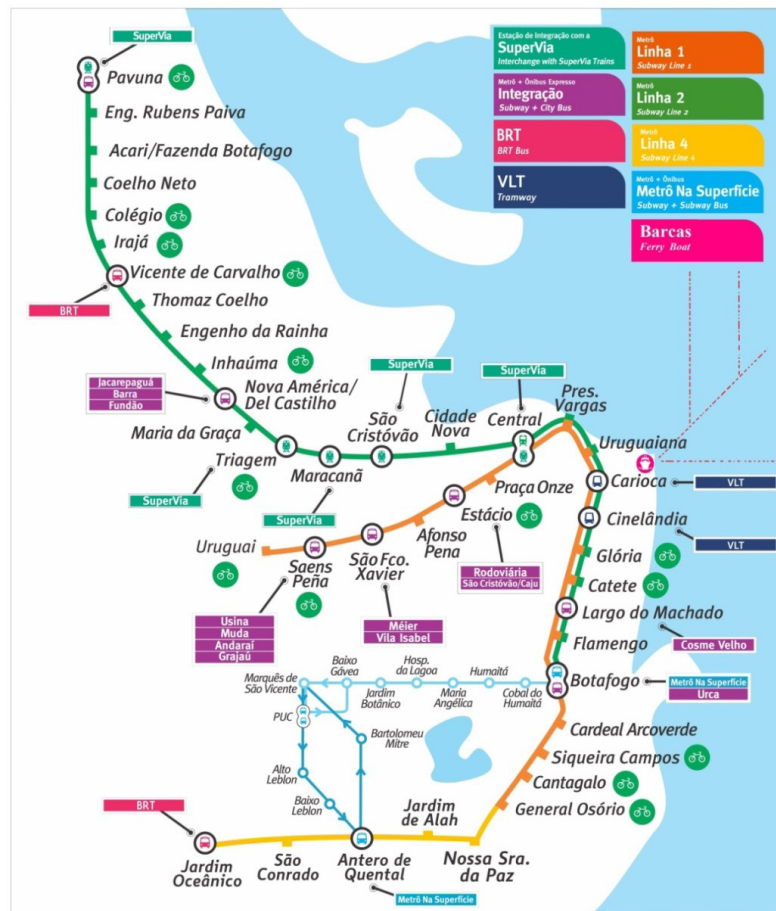 SuperVia
Pavuna
Eng. Rubens Paiva
Acari/Fazenda Botafogo
Coelho Neto
Colégio
Irajá
Vicente de Carvalho
BRT
Thomaz Coelho
Engenho da Rainha
Inhaúma
Jacarepaguá
Barra
Fundão
Nova América/
Del Castilho
Maria da Graça
Triagem
SuperVia
Maracanã
SuperVia
SuperVia
São
Cristóvão
Cidade
Nova
SuperVia
Central
Pres.
Vargas
Uruguaiana
Carioca
VLT
Cinelândia
VLT
Glória
Catete
Largo do Machado
Cosme Velho
Flamengo
Botafogo
Metrô Na Superfície
Urca
Praça Onze
Estácio
Rodoviária
São Cristóvão/Caju
Afonso
Pena
São Fco.
Xavier
Méier
Vila Isabel
Saens
Peña
Usina
Muda
Andaraí
Grajaú
Uruguai
Cardeal Arcoverde
Siqueira Campos
Cantagalo
General Osório
Marquês de
São Vicente
Baixo
Gávea
Jardim
Botânico
Hosp.
da Lagoa
Maria
Angélica
Humaitá
Cobal do
Humaitá
PUC
Bartolomeu
Mitre
Alto
Leblon
Baixo
Leblon
BRT
Jardim
Oceânico
São
Conrado
Antero de
Quental
Metrô Na Superfície
Jardim
de Alah
Nossa Sra.
da Paz
Estação de Integração com a
SuperVia
Interchange with SuperVia Trains
Metrô + Ônibus Expresso
Integração
Subway + City Bus
BRT
BRT Bus
VLT
Tramway
Metrô
Linha 1
Subway Line 1
Metrô
Linha 2
Subway Line 2
Metrô
Linha 4
Subway Line 4
Metrô + Ônibus
Metrô Na Superfície
Subway + Subway Bus
Barcas
Ferry Boat